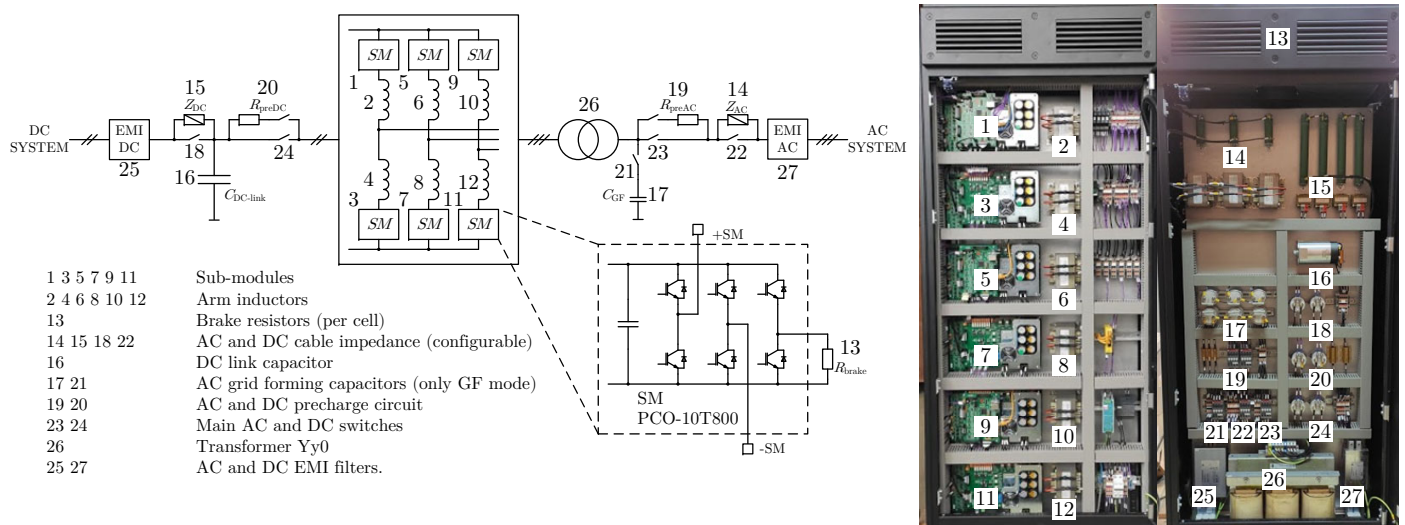 DC
SYSTEM
EMI
DC
25
15
Z_DC
18
16
C_DC-link
20
R_preDC
24
SM SM SM
1 5 9
2 6 10
4 8 12
3 7 11
SM SM SM
26
19
R_preAC
23
21
C_GF
17
14
Z_AC
22
EMI
AC
27
AC
SYSTEM
+SM
13
R_brake
SM
PCO-10T800
-SM
1 3 5 7 9 11 Sub-modules
2 4 6 8 10 12 Arm inductors
13 Brake resistors (per cell)
14 15 18 22 AC and DC cable impedance (configurable)
16 DC link capacitor
17 21 AC grid forming capacitors (only GF mode)
19 20 AC and DC precharge circuit
23 24 Main AC and DC switches
26 Transformer Yy0
25 27 AC and DC EMI filters.
1
2
3
4
5
6
7
8
9
10
11
12
13
14
15
16
17 18
19 20
21 22 23 24
25 26 27